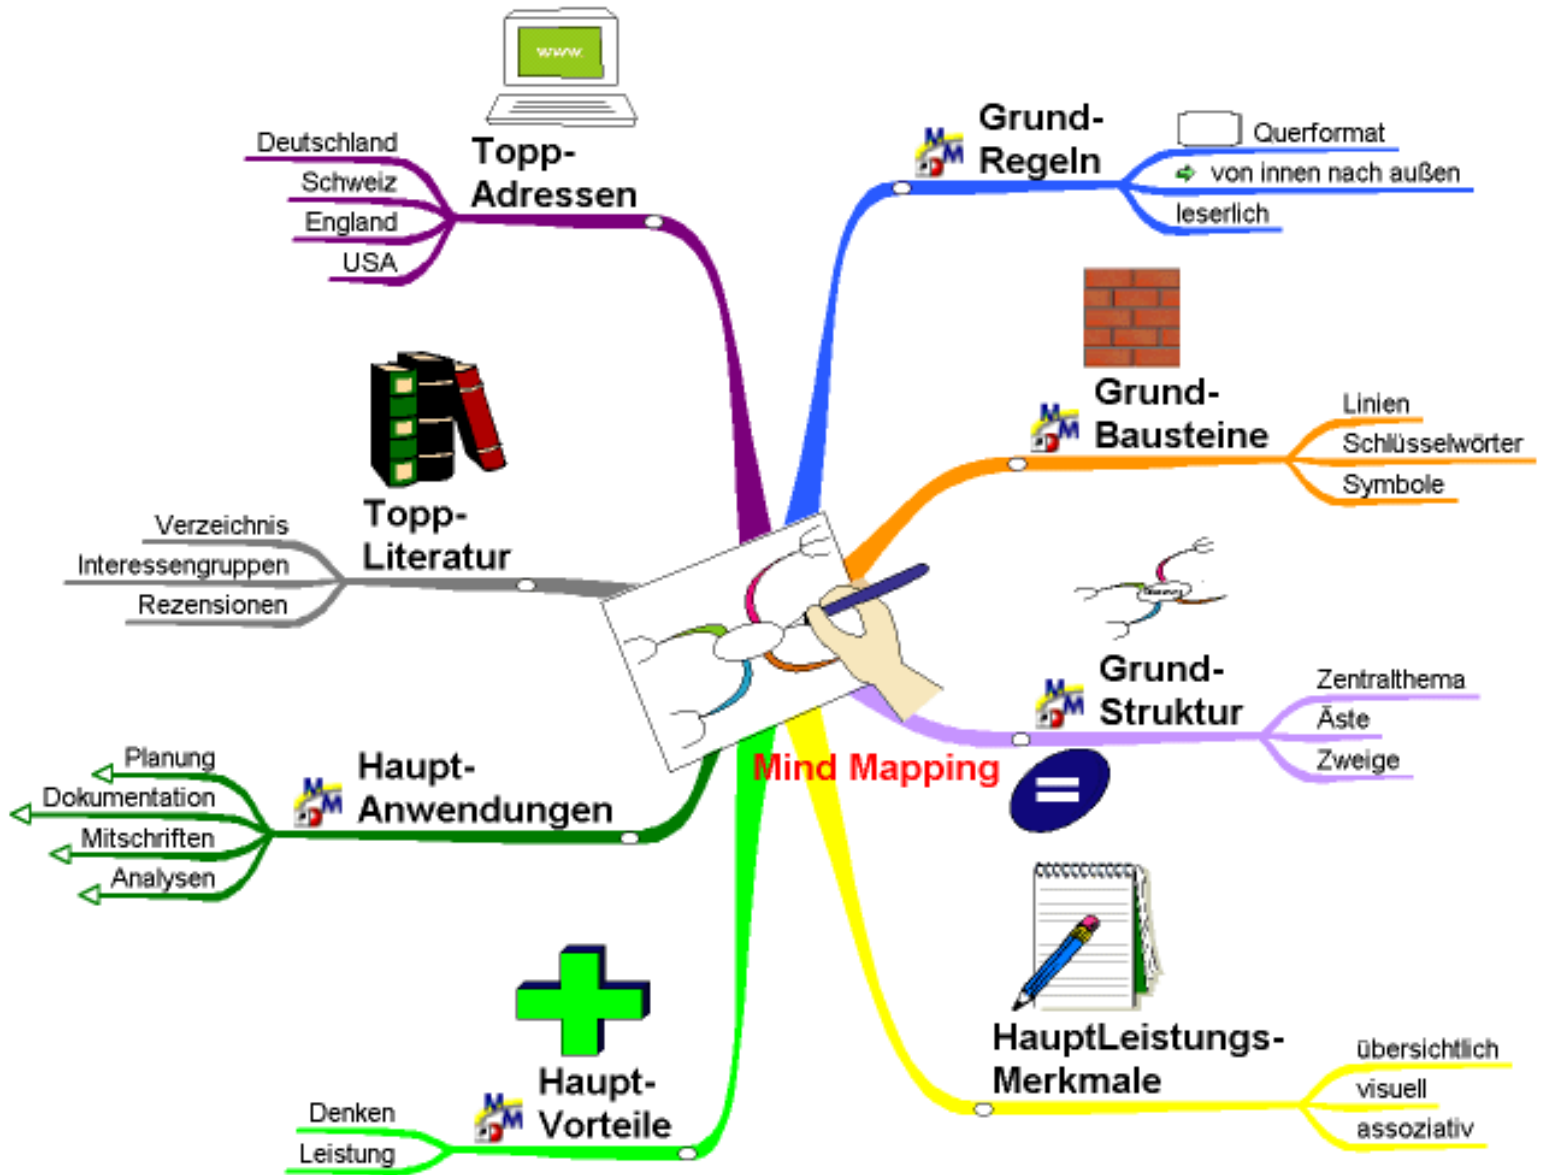 www.
Topp-
Adressen
Deutschland
Schweiz
England
USA
Grund-
Regeln
Querformat
von innen nach außen
leserlich
Grund-
Bausteine
Linien
Schlüsselwörter
Symbole
Topp-
Literatur
Verzeichnis
Interessengruppen
Rezensionen
Grund-
Struktur
Zentralthema
Äste
Zweige
Mind Mapping
Haupt-
Anwendungen
Planung
Dokumentation
Mitschriften
Analysen
HauptLeistungs-
Merkmale
übersichtlich
visuell
assoziativ
Haupt-
Vorteile
Denken
Leistung